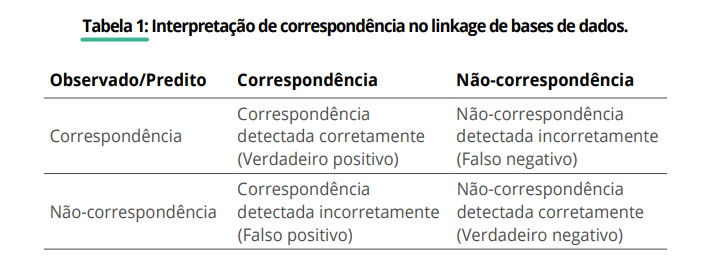 Tabela 1: Interpretação de correspondência no linkage de bases de dados.
Observado/Predito Correspondência Não-correspondência
Correspondência
Correspondência
detectada corretamente
(Verdadeiro positivo)
Não-correspondência
detectada incorretamente
(Falso negativo)
Não-correspondência
Correspondência
detectada incorretamente
(Falso positivo)
Não-correspondência
detectada corretamente
(Verdadeiro negativo)